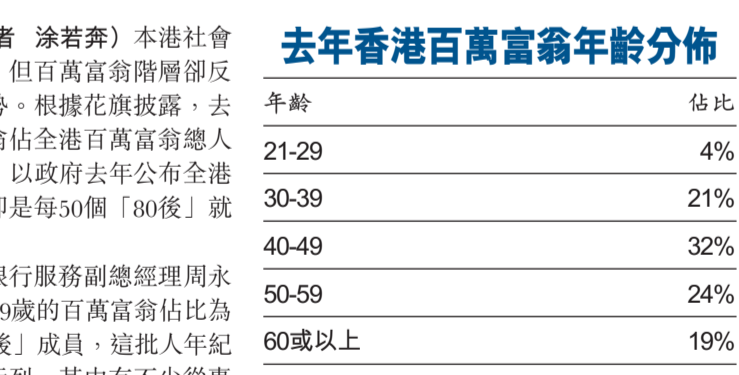 者 涂若奔）本港社會
但百萬富翁階層卻反
勢。根據花旗披露，去
翁佔全港百萬富翁總人
以政府去年公布全港
即是每50個「80後」就
銀行服務副總經理周永
9歲的百萬富翁佔比為
後」成員，這批人年紀
去年香港百萬富翁年齡分佈
年齡 佔比
21-29 4%
30-39 21%
40-49 32%
50-59 24%
60或以上 19%